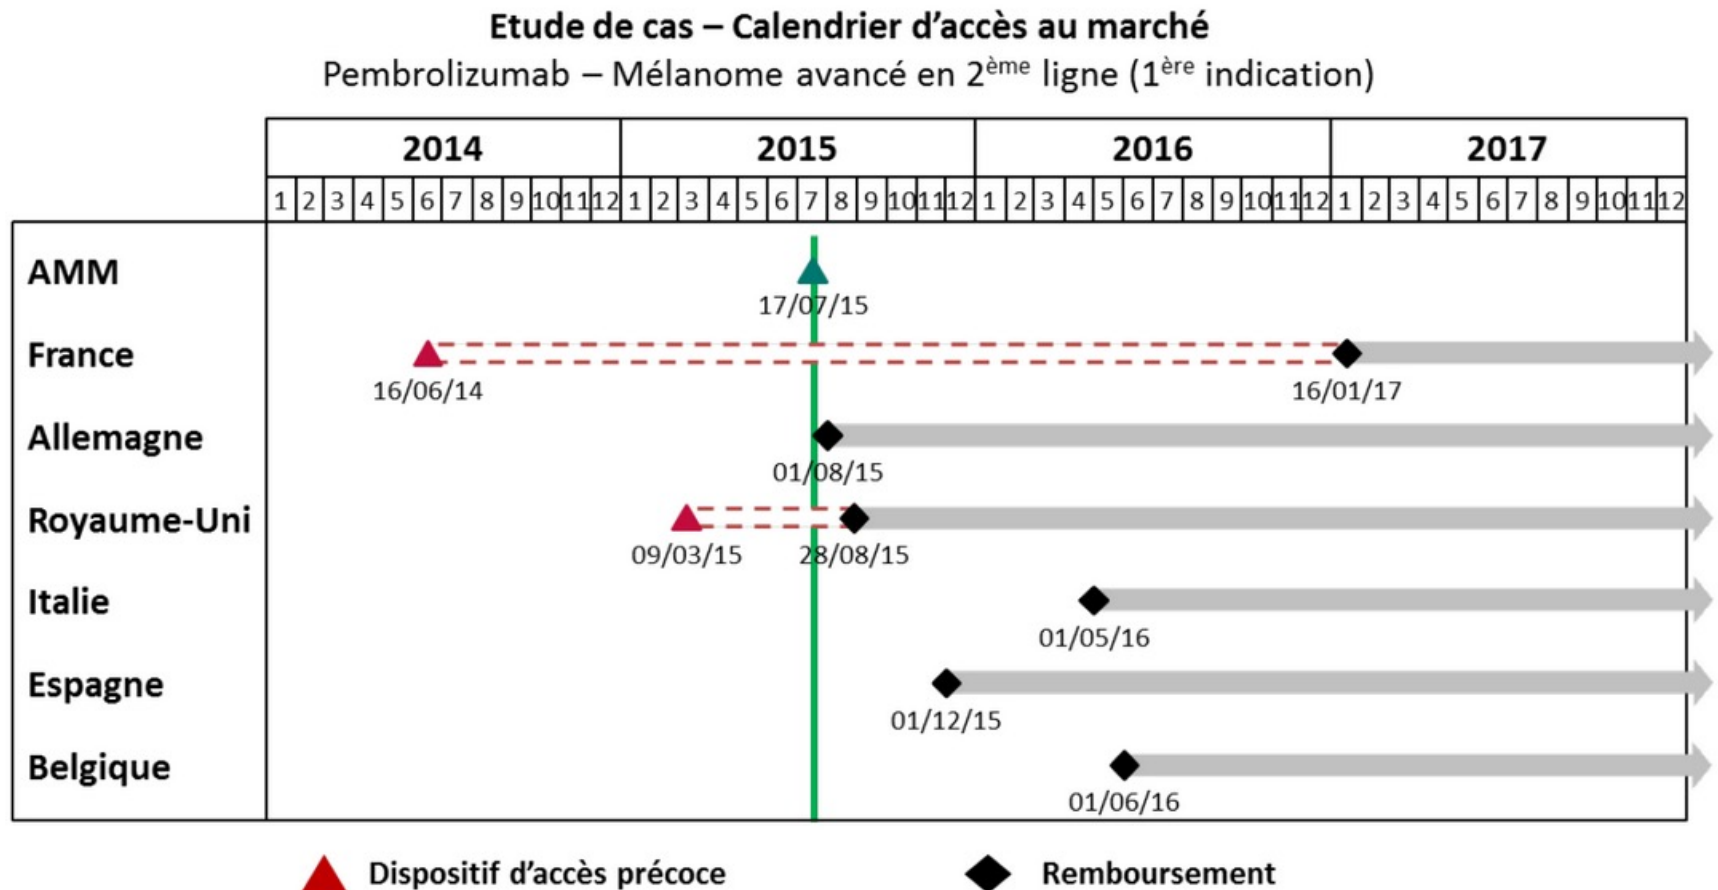 Etude de cas – Calendrier d'accès au marché
Pembrolizumab – Mélanome avancé en 2ème ligne (1ère indication)
2014 2015 2016 2017
1 2 3 4 5 6 7 8 9 10 11 12 1 2 3 4 5 6 7 8 9 10 11 12 1 2 3 4 5 6 7 8 9 10 11 12 1 2 3 4 5 6 7 8 9 10 11 12
AMM
17/07/15
France
16/06/14 16/01/17
Allemagne
01/08/15
Royaume-Uni
09/03/15 28/08/15
Italie
01/05/16
Espagne
01/12/15
Belgique
01/06/16
Dispositif d'accès précoce Remboursement